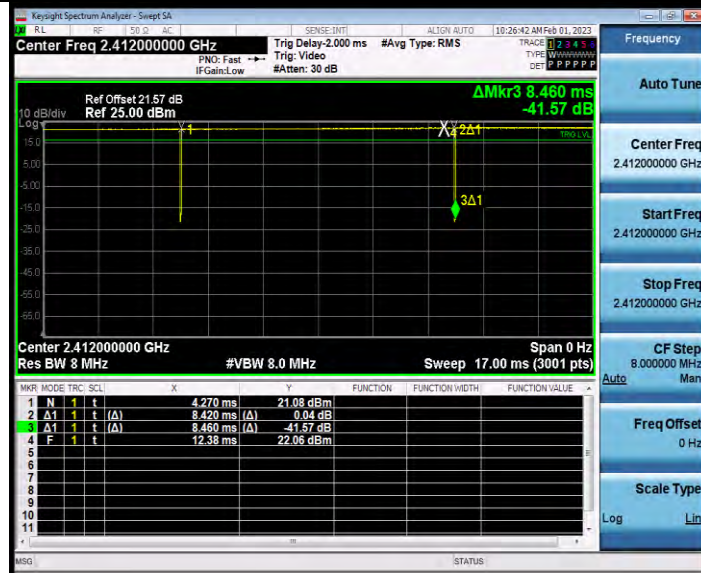 Keysight Spectrum Analyzer - Swept SA
RL RF 50 Ω AC SENSE:INT ALIGN AUTO 10:26:42 AM Feb 01, 2023
Center Freq 2.412000000 GHz
PNO: Fast
IFGain:Low
Trig Delay-2.000 ms
Trig: Video
#Atten: 30 dB
#Avg Type: RMS
TRACE 1 2 3 4 5 6
TYPE WWWWWW
DET P P P P P P
ΔMkr3 8.460 ms
-41.57 dB
Ref Offset 21.57 dB
10 dB/div Ref 25.00 dBm
Log
15.0
5.00
-5.00
-15.0
-25.0
-35.0
-45.0
-55.0
-65.0
1
4
2Δ1
TRIG LVL
3Δ1
Center 2.412000000 GHz Span 0 Hz
Res BW 8 MHz #VBW 8.0 MHz Sweep 17.00 ms (3001 pts)
MKR MODE TRC SCL X Y FUNCTION FUNCTION WIDTH FUNCTION VALUE
1 N 1 t 4.270 ms 21.08 dBm
2 Δ1 1 t (Δ) 8.420 ms (Δ) 0.04 dB
3 Δ1 1 t (Δ) 8.460 ms (Δ) -41.57 dB
4 F 1 t 12.38 ms 22.06 dBm
5
6
7
8
9
10
11
MSG STATUS
Frequency
Auto Tune
Center Freq
2.412000000 GHz
Start Freq
2.412000000 GHz
Stop Freq
2.412000000 GHz
CF Step
8.000000 MHz
Auto Man
Freq Offset
0 Hz
Scale Type
Log Lin